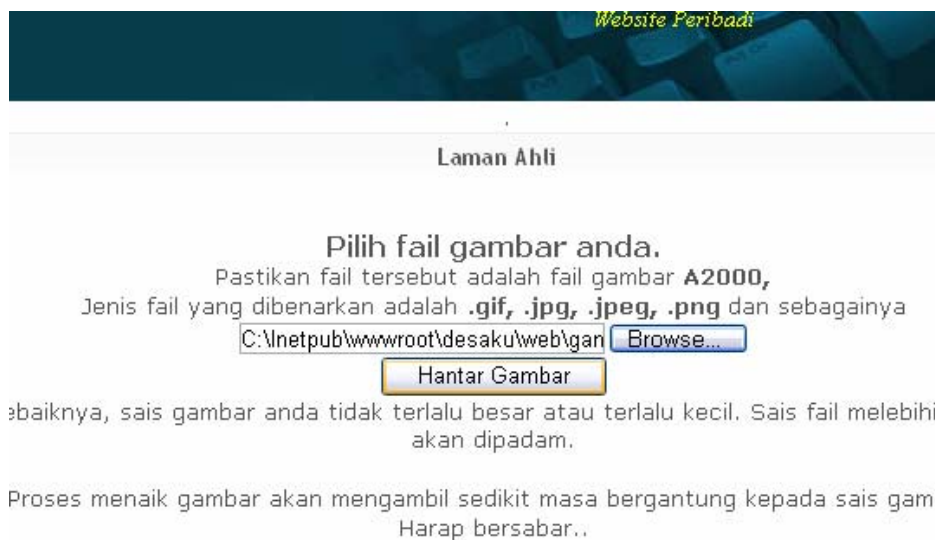 Website Peribadi
Laman Ahli
Pilih fail gambar anda.
Pastikan fail tersebut adalah fail gambar A2000,
Jenis fail yang dibenarkan adalah .gif, .jpg, .jpeg, .png dan sebagainya
C:\Inetpub\wwwroot\desaku\web\gan Browse...
Hantar Gambar
ebaiknya, sais gambar anda tidak terlalu besar atau terlalu kecil. Sais fail melebihi
akan dipadam.
Proses menaik gambar akan mengambil sedikit masa bergantung kepada sais gam
Harap bersabar..